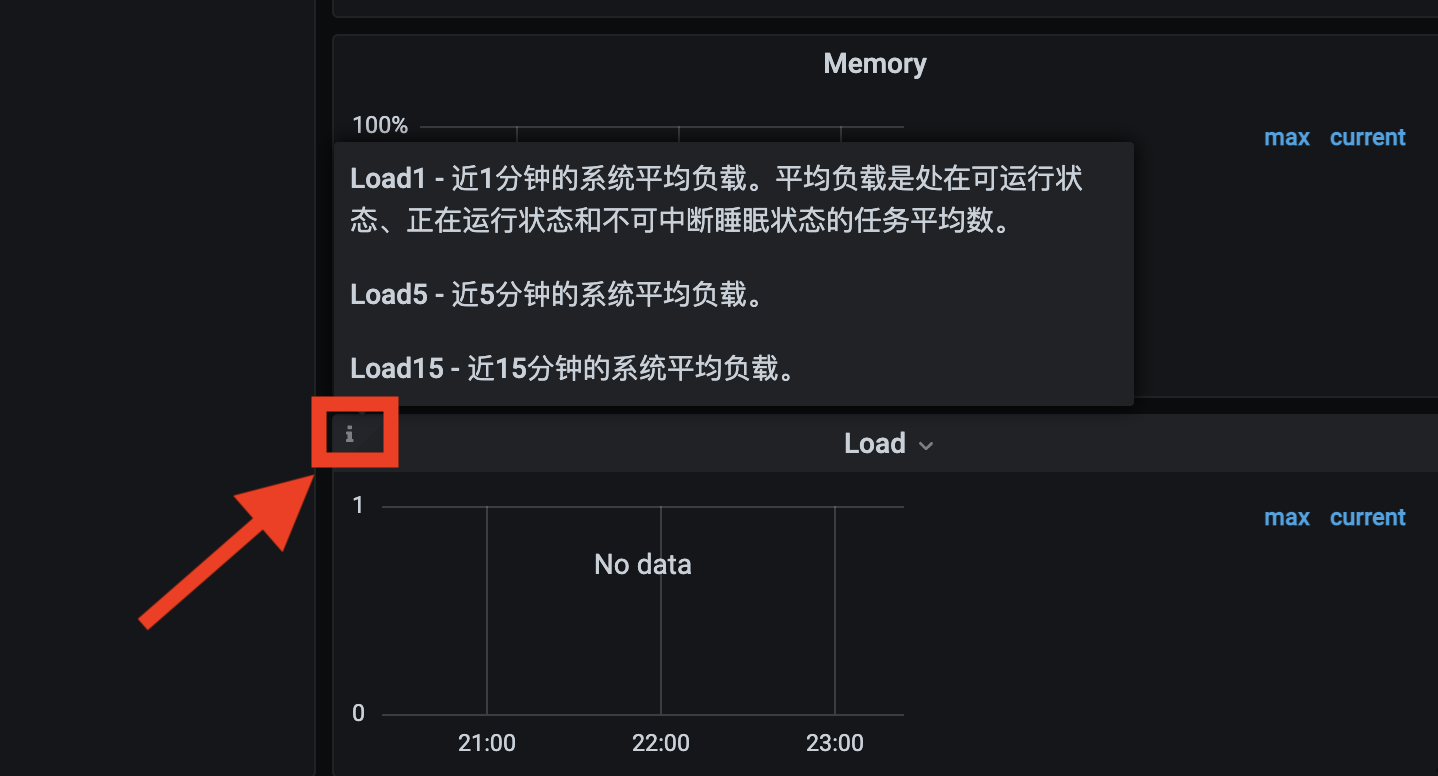 Memory
100%
max current
Load1 - 近1分钟的系统平均负载。平均负载是处在可运行状
态、正在运行状态和不可中断睡眠状态的任务平均数。
Load5 - 近5分钟的系统平均负载。
Load15 - 近15分钟的系统平均负载。
i
Load
1
max current
No data
0
21:00 22:00 23:00